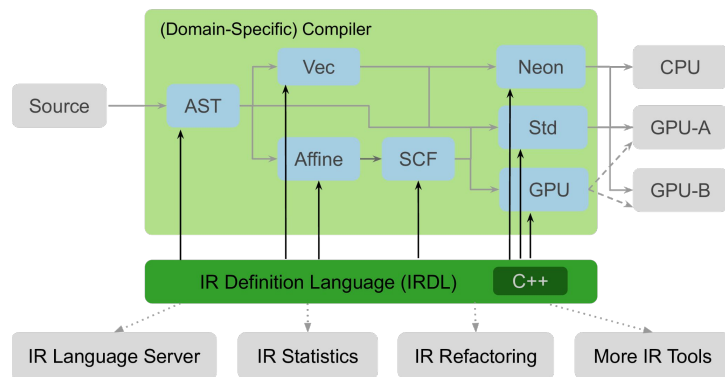 (Domain-Specific) Compiler
Vec
Neon
CPU
Source
AST
Std
GPU-A
Affine
SCF
GPU
GPU-B
IR Definition Language (IRDL)
C++
IR Language Server
IR Statistics
IR Refactoring
More IR Tools